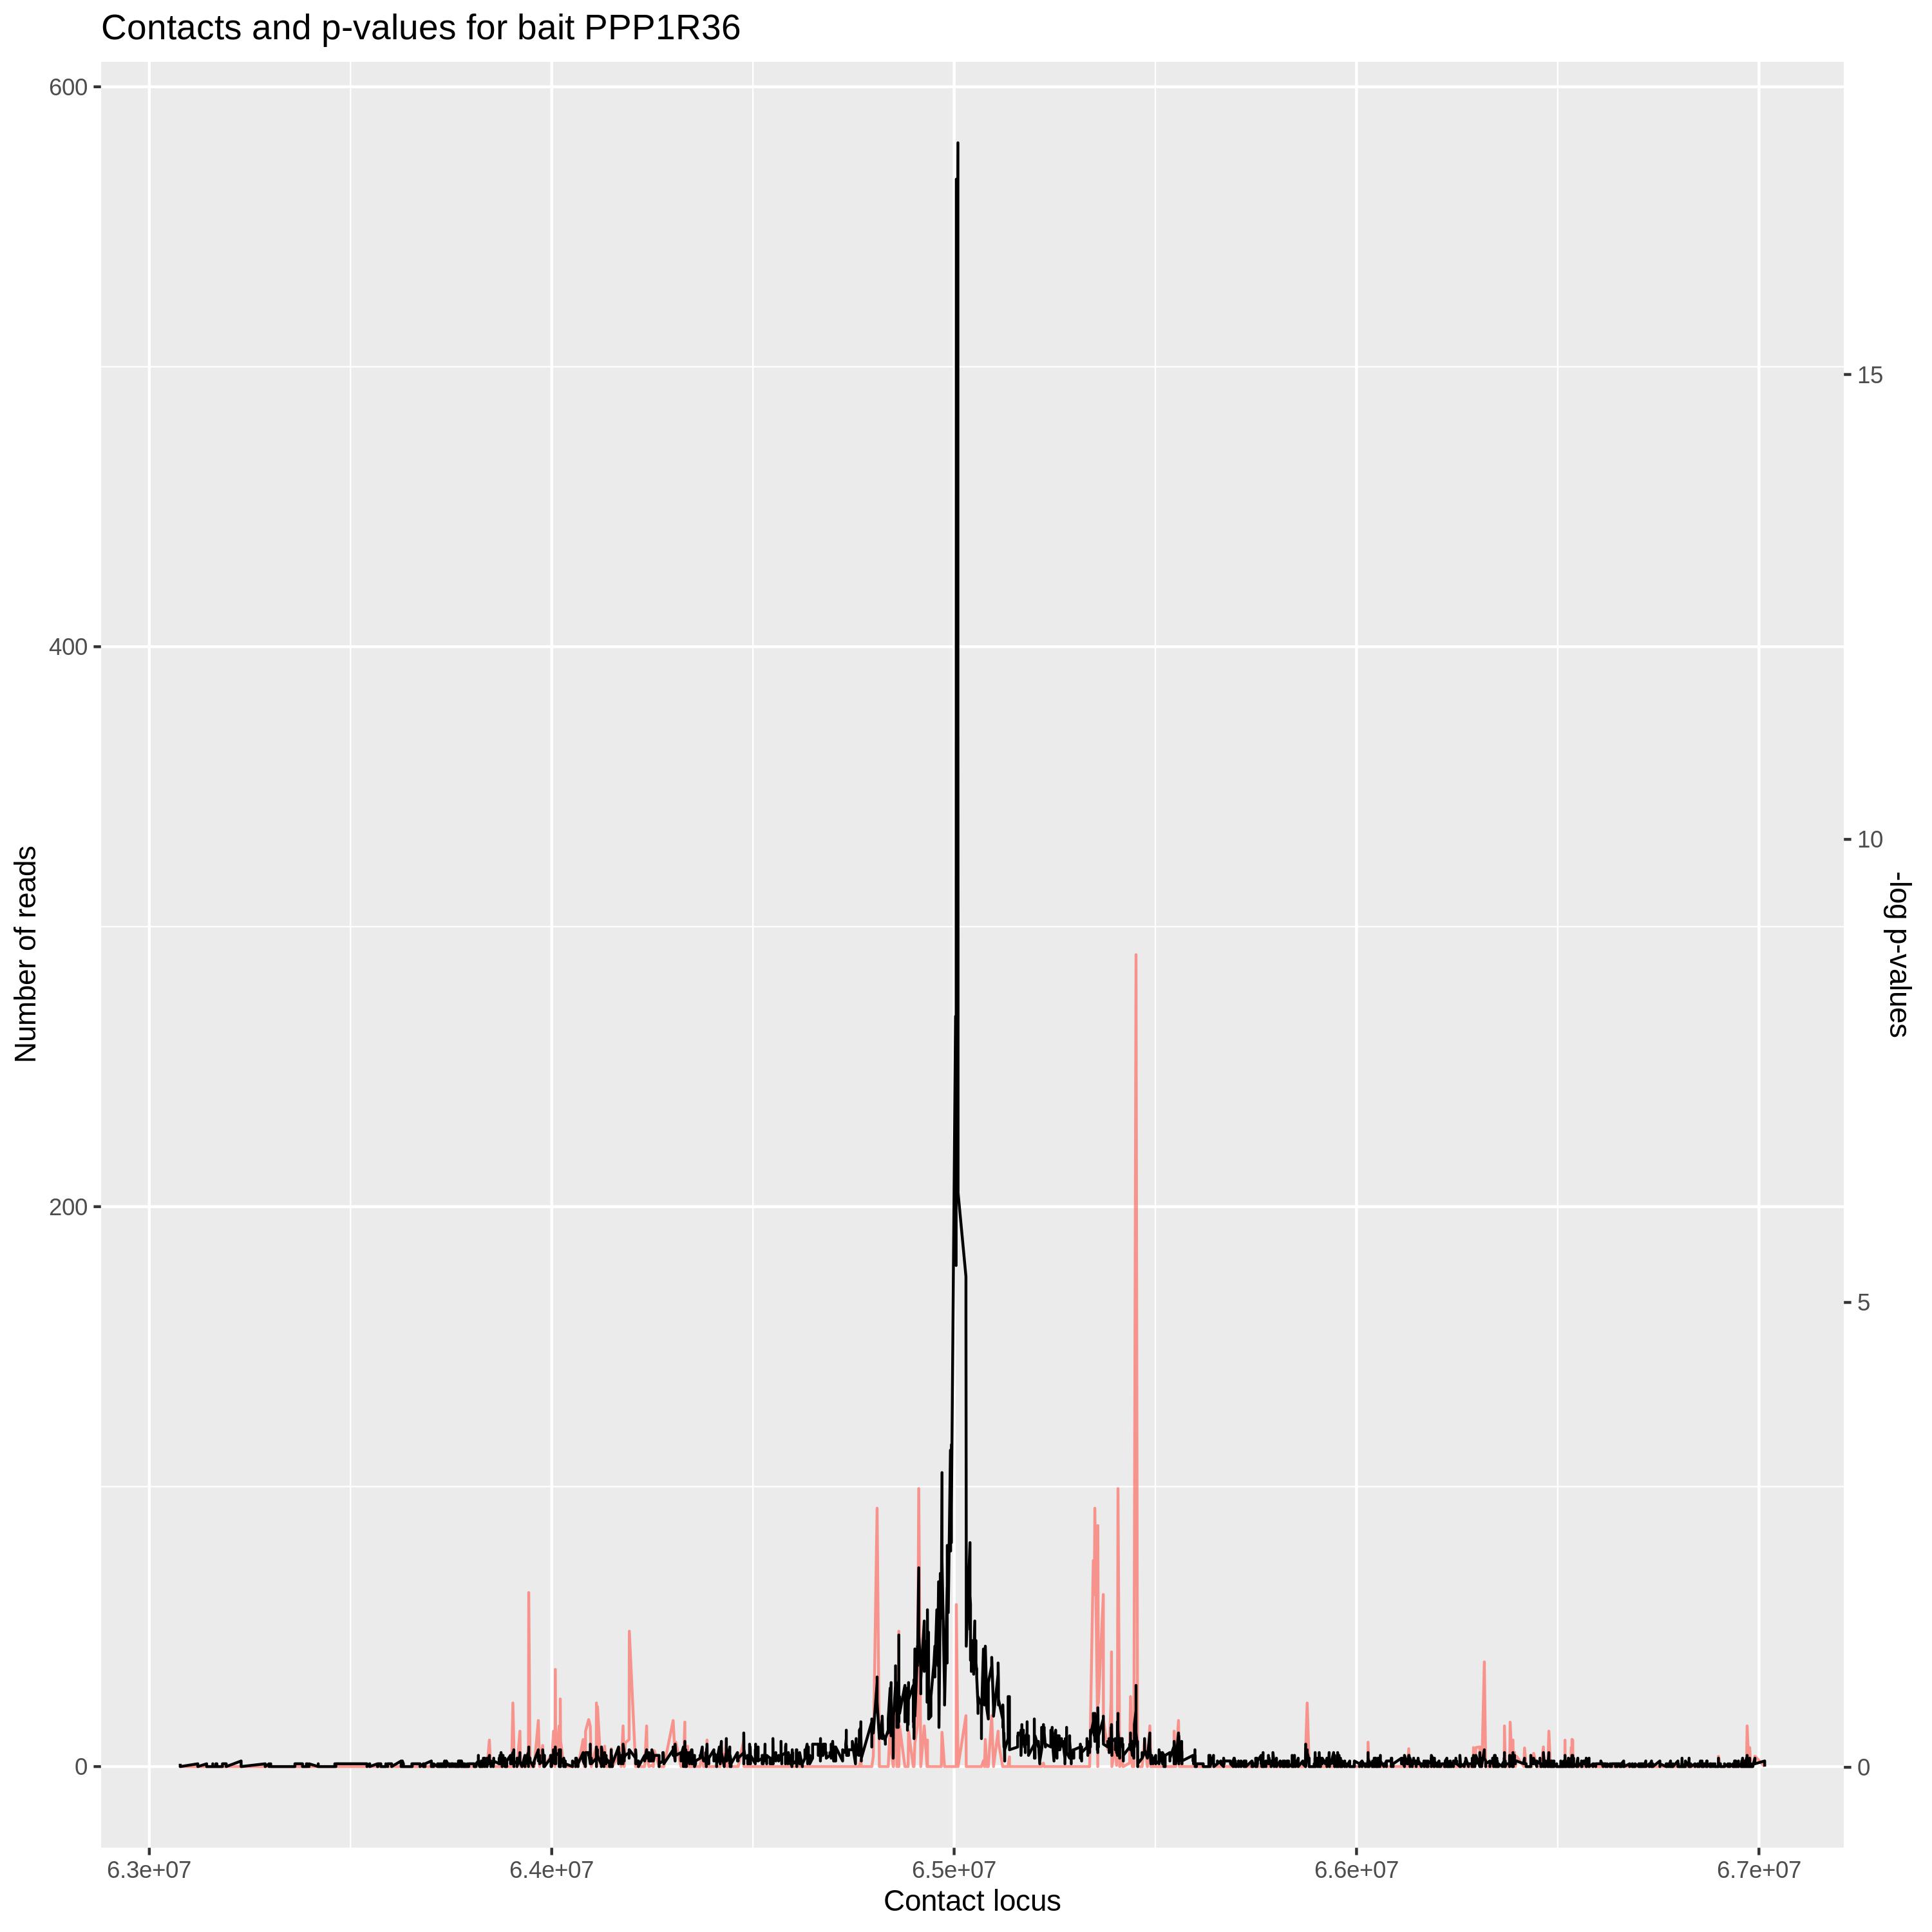 Contacts and p-values for bait PPP1R36
600
400
200
0
Number of reads
15
10
5
0
-log p-values
6.3e+07
6.4e+07
6.5e+07
6.6e+07
6.7e+07
Contact locus